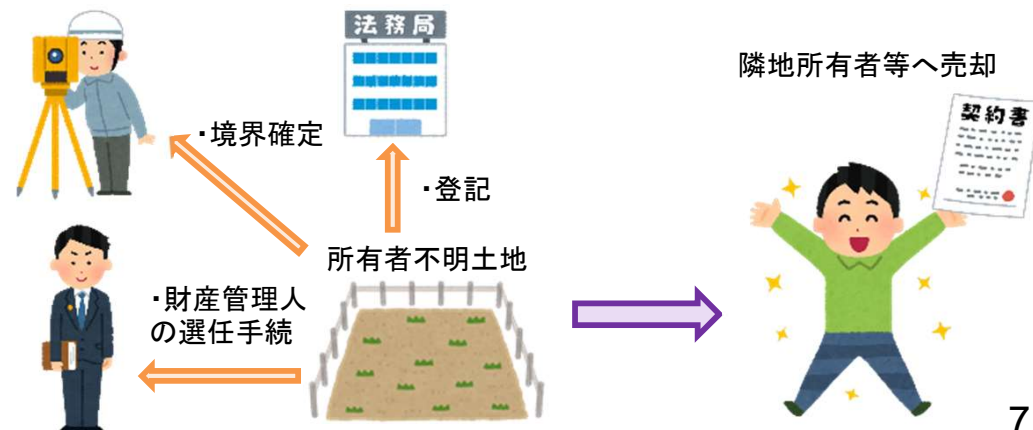 法務局
隣地所有者等へ売却
契約書
・境界確定
・登記
所有者不明土地
・財産管理人
の選任手続
7